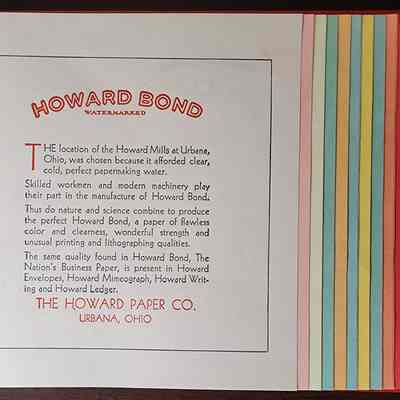 HOWARD BOND
WATERMARKED
THE location of the Howard Mills at Urbana,
Ohio, was chosen because it afforded clear,
cold, perfect papermaking water.
Skilled workmen and modern machinery play
their part in the manufacture of Howard Bond.
Thus do nature and science combine to produce
the perfect Howard Bond, a paper of flawless
color and clearness, wonderful strength and
unusual printing and lithographing qualities.
The same quality found in Howard Bond, The
Nation's Business Paper, is present in Howard
Envelopes, Howard Mimeograph, Howard Writ-
ing and Howard Ledger.
THE HOWARD PAPER CO.
URBANA, OHIO